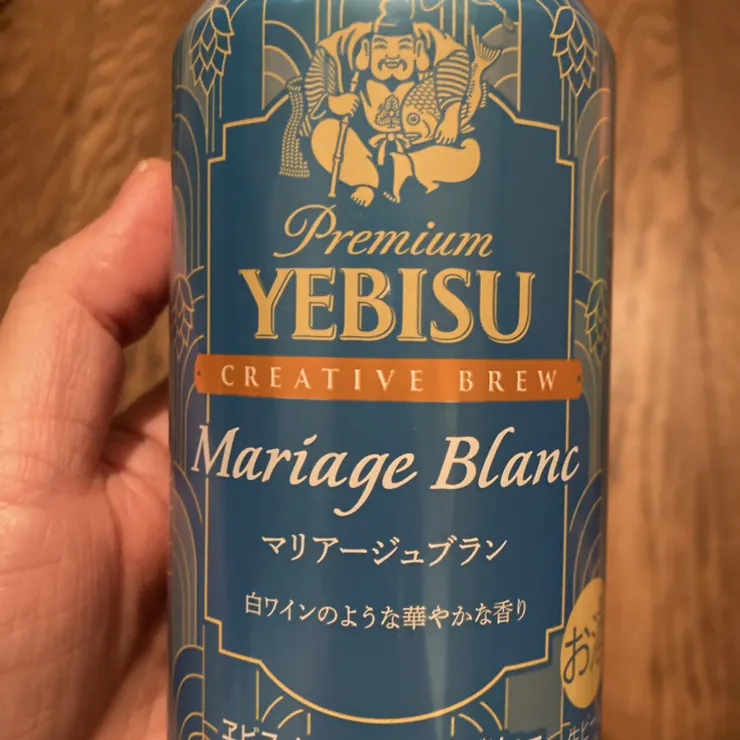 Premium
YEBISU
CREATIVE BREW
Mariage Blanc
マリアージュブラン
白ワインのような華やかな香り